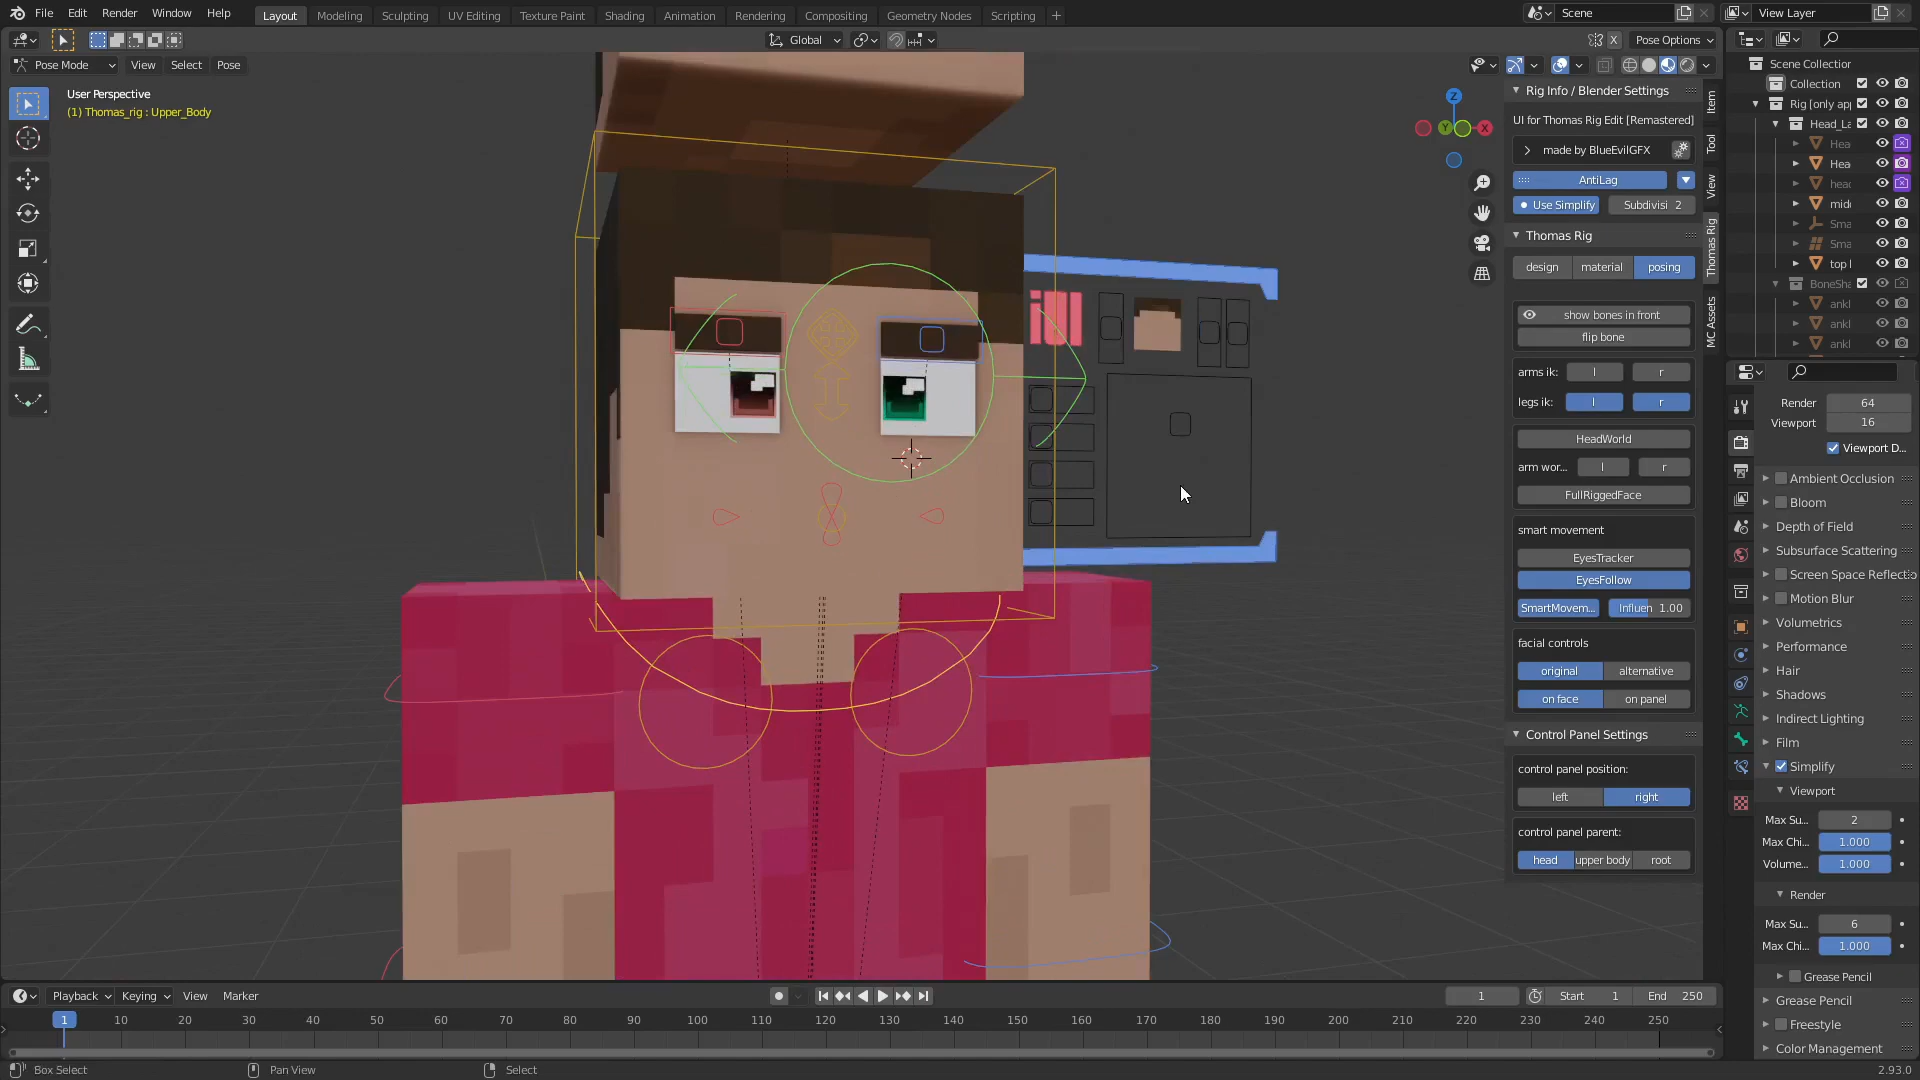 File Edit Render Window Help Layout Modeling Sculpting UV Editing Texture Paint Shading Animation Rendering Compositing Geometry Nodes Scripting + Scene View Layer
Global X Pose Options
Pose Mode View Select Pose
User Perspective
(1) Thomas_rig : Upper_Body
Z
Y
X
Rig Info / Blender Settings
UI for Thomas Rig Edit [Remastered]
made by BlueEvilGFX
AntiLag
Use Simplify Subdivisi 2
Thomas Rig
design material posing
show bones in front
flip bone
arms ik: l r
legs ik: l r
HeadWorld
arm wor... l r
FullRiggedFace
smart movement
EyesTracker
EyesFollow
SmartMovem... Influen 1.00
facial controls
original alternative
on face on panel
Control Panel Settings
control panel position:
left right
control panel parent:
head upper body root
Item
Tool
View
Thomas Rig
MC Assets
Scene Collection
Collection
Rig [only ap
Head_La
Hea
Hea
head
mid
Sma
Sma
top l
BoneSha
ankl
ankl
ankl
Render 64
Viewport 16
Viewport D...
Ambient Occlusion
Bloom
Depth of Field
Subsurface Scattering
Screen Space Reflectio
Motion Blur
Volumetrics
Performance
Hair
Shadows
Indirect Lighting
Film
Simplify
Viewport
Max Su... 2
Max Chi... 1.000
Volume... 1.000
Render
Max Su... 6
Max Chi... 1.000
Grease Pencil
Grease Pencil
Freestyle
Color Management
Playback Keying View Marker 1 Start 1 End 250
1 10 20 30 40 50 60 70 80 90 100 110 120 130 140 150 160 170 180 190 200 210 220 230 240 250
Box Select Pan View Select 2.93.0